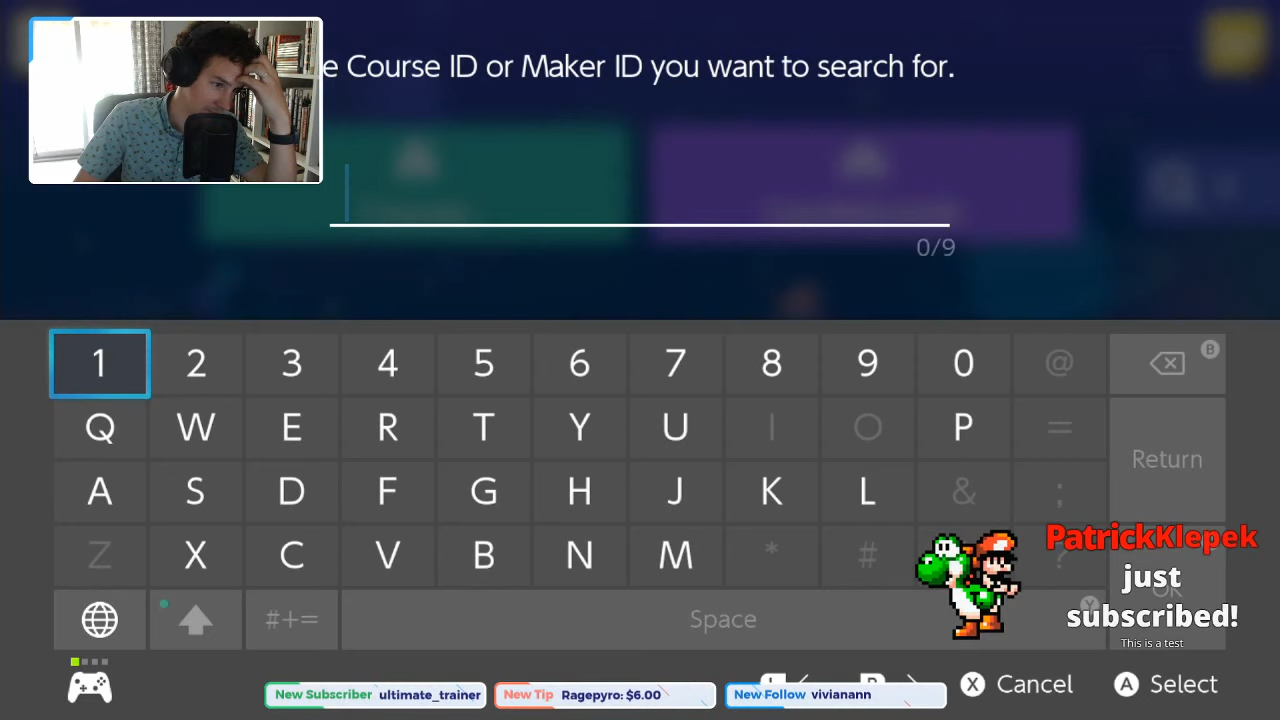 e Course ID or Maker ID you want to search for.
0/9
1 2 3 4 5 6 7 8 9 0 @ B
Q W E R T Y U I O P =
Return
A S D F G H J K L & ;
Z X C V B N M * # ?
PatrickKlepek
just
subscribed!
This is a test
OK
#+= Space Y
X Cancel A Select
New Subscriber ultimate_trainer
New Tip Ragepyro: $6.00
New Follow vivianann